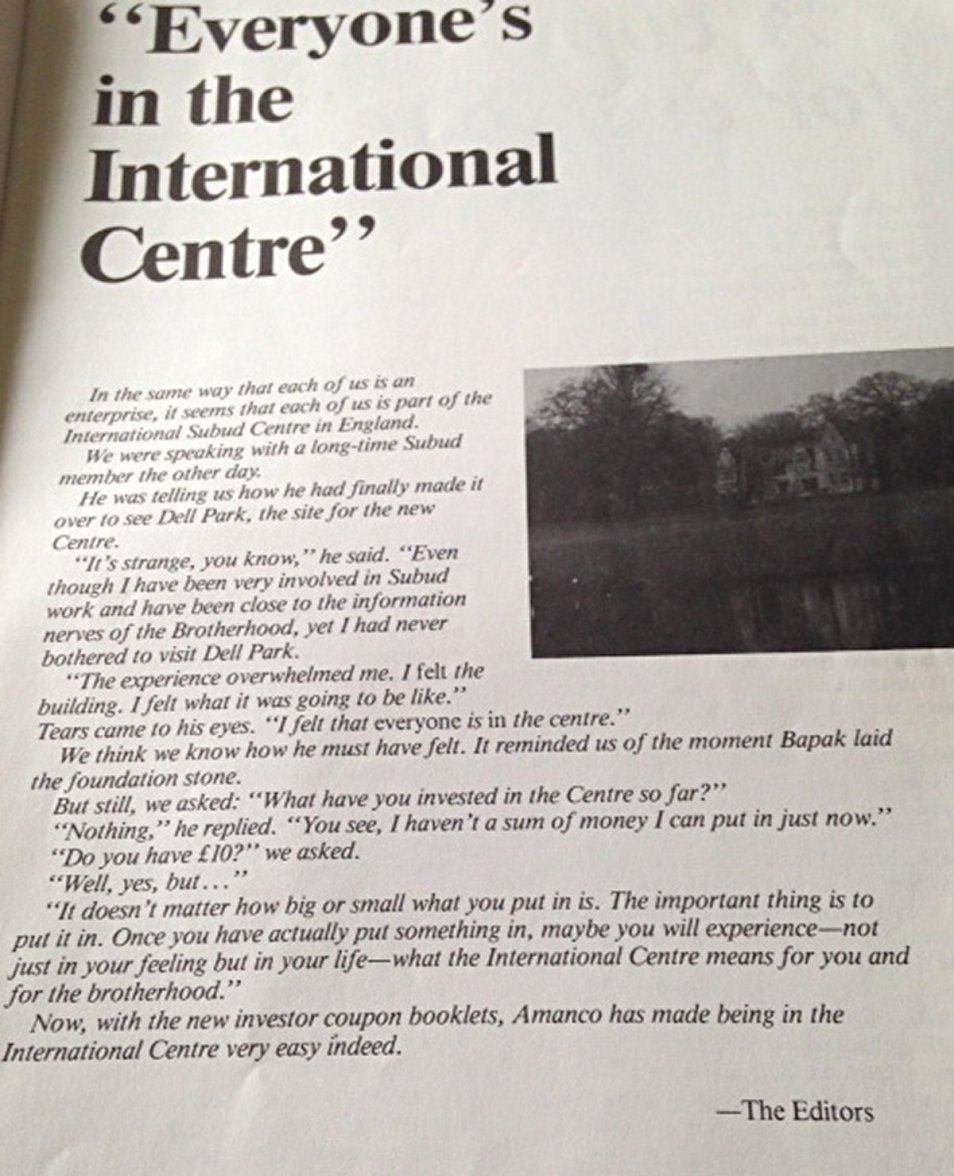 “Everyone’s
in the
International
Centre”
In the same way that each of us is an
enterprise, it seems that each of us is part of the
International Subud Centre in England.
We were speaking with a long-time Subud
member the other day.
He was telling us how he had finally made it
over to see Dell Park, the site for the new
Centre.
“It’s strange, you know,” he said. “Even
though I have been very involved in Subud
work and have been close to the information
nerves of the Brotherhood, yet I had never
bothered to visit Dell Park.
“The experience overwhelmed me. I felt the
building. I felt what it was going to be like.”
Tears came to his eyes. “I felt that everyone is in the centre.”
We think we know how he must have felt. It reminded us of the moment Bapak laid
the foundation stone.
But still, we asked: “What have you invested in the Centre so far?”
“Nothing,” he replied. “You see, I haven’t a sum of money I can put in just now.”
“Do you have £10?” we asked.
“Well, yes, but...”
“It doesn’t matter how big or small what you put in is. The important thing is to
put it in. Once you have actually put something in, maybe you will experience—not
just in your feeling but in your life—what the International Centre means for you and
for the brotherhood.”
Now, with the new investor coupon booklets, Amanco has made being in the
International Centre very easy indeed.
—The Editors